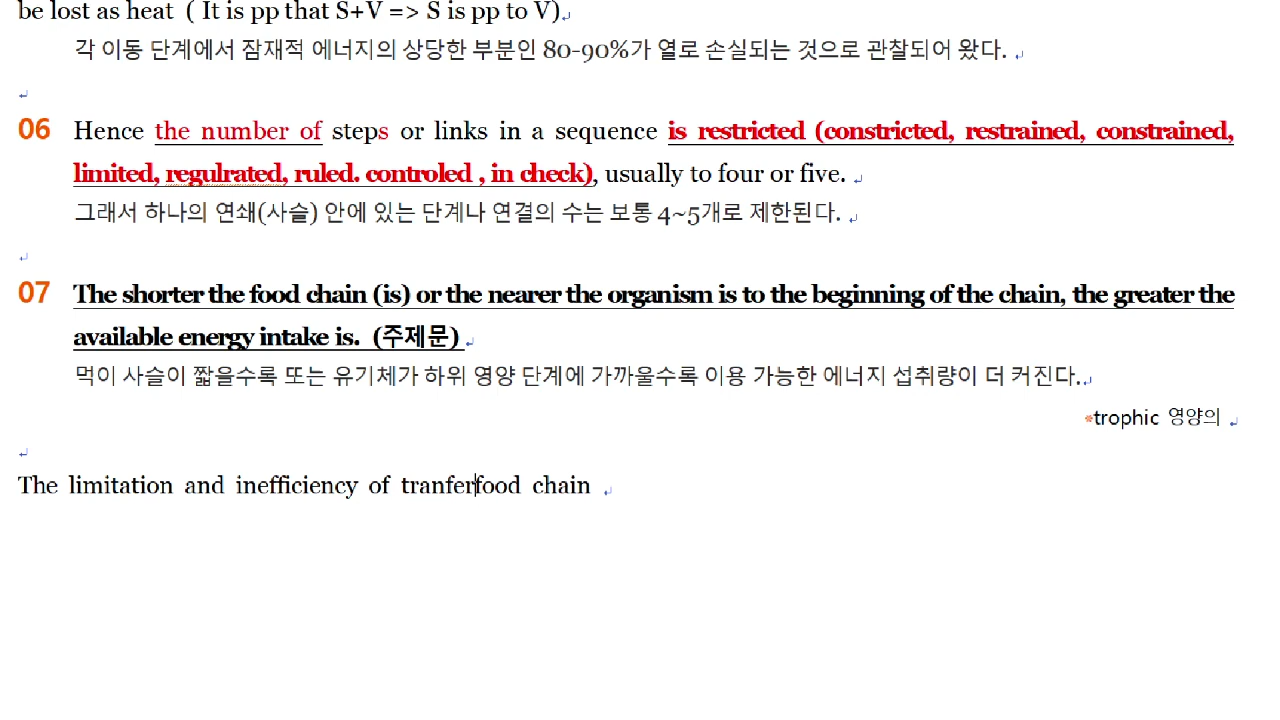 be lost as heat ( It is pp that S+V => S is pp to V)
각 이동 단계에서 잠재적 에너지의 상당한 부분인 80-90%가 열로 손실되는 것으로 관찰되어 왔다.
06 Hence the number of steps or links in a sequence is restricted (constricted, restrained, constrained,
limited, regulrated, ruled. controled , in check), usually to four or five.
그래서 하나의 연쇄(사슬) 안에 있는 단계나 연결의 수는 보통 4~5개로 제한된다.
07 The shorter the food chain (is) or the nearer the organism is to the beginning of the chain, the greater the
available energy intake is. (주제문)
먹이 사슬이 짧을수록 또는 유기체가 하위 영양 단계에 가까울수록 이용 가능한 에너지 섭취량이 더 커진다.
*trophic 영양의
The limitation and inefficiency of tranferfood chain